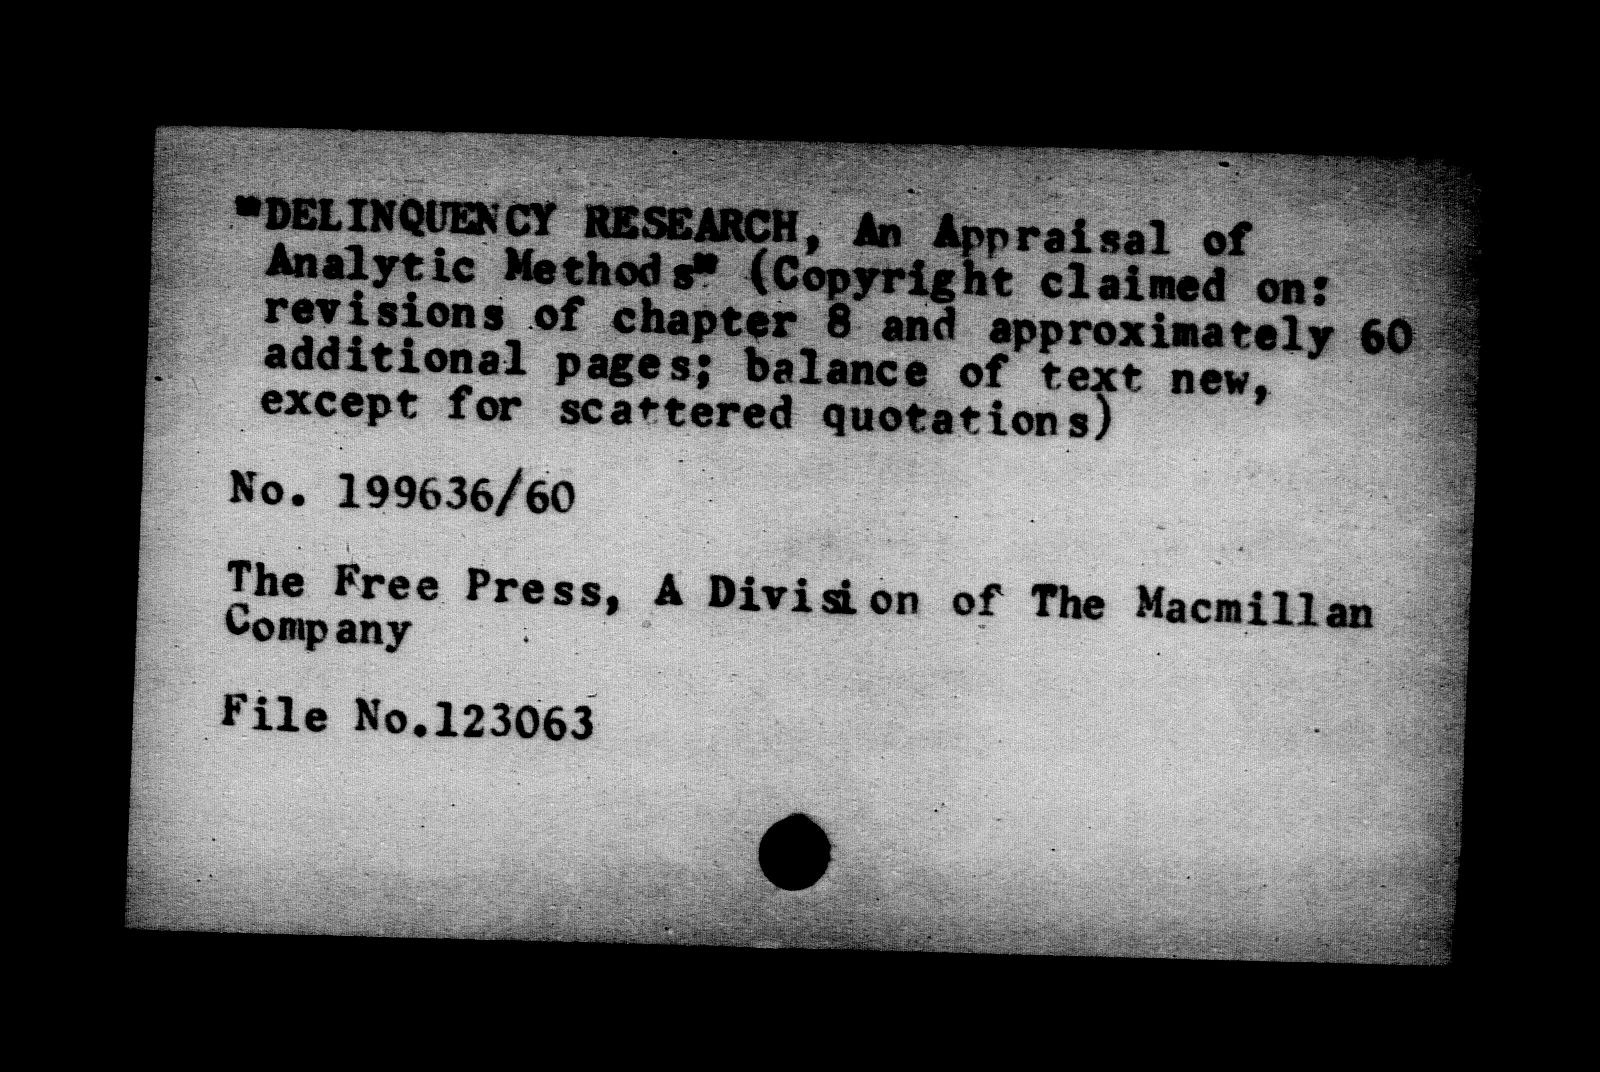 "DELINQUENCY RESEARCH, An Appraisal of
Analytic Methods" (Copyright claimed on:
revisions of chapter 8 and approximately 60
additional pages; balance of text new,
except for scattered quotations)
No. 199636/60
The Free Press, A Division of The Macmillan
Company
File No.123063